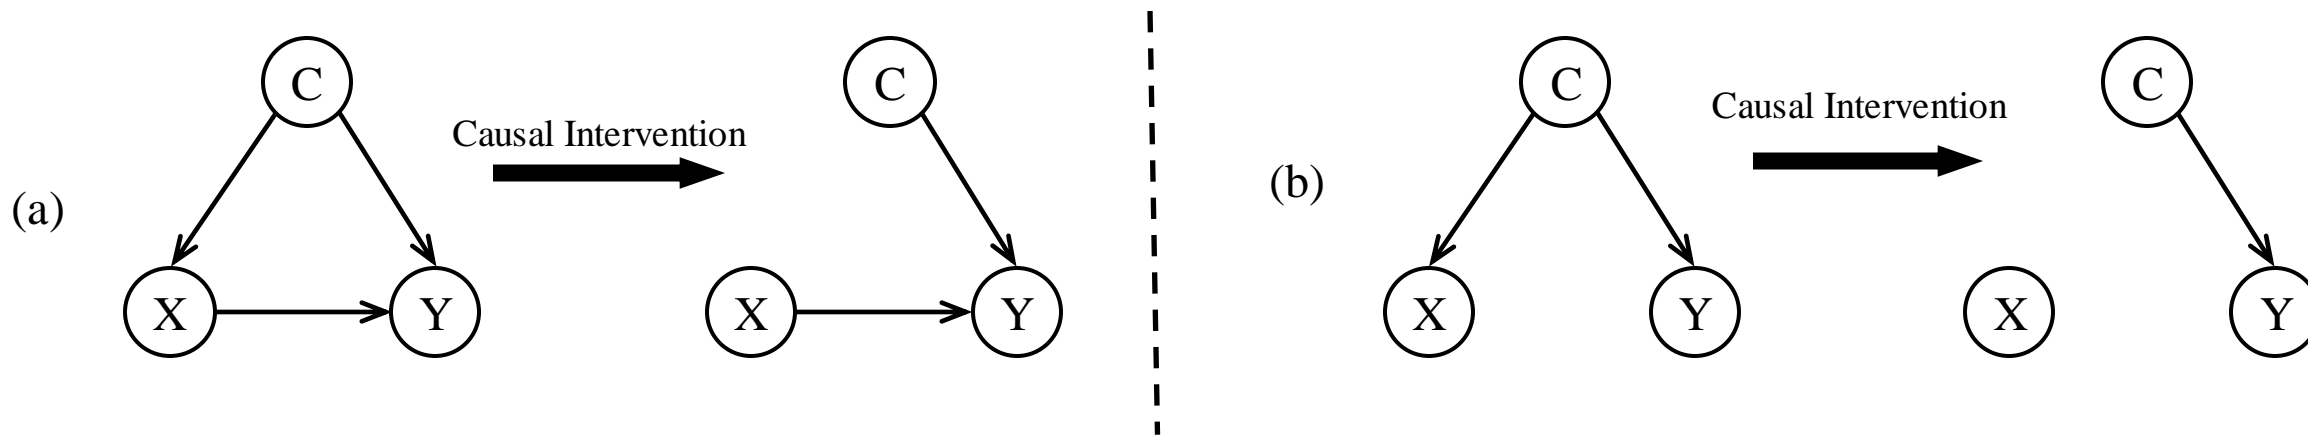 (a)
C
X
Y
Causal Intervention
C
X
Y
(b)
C
X
Y
Causal Intervention
C
X
Y